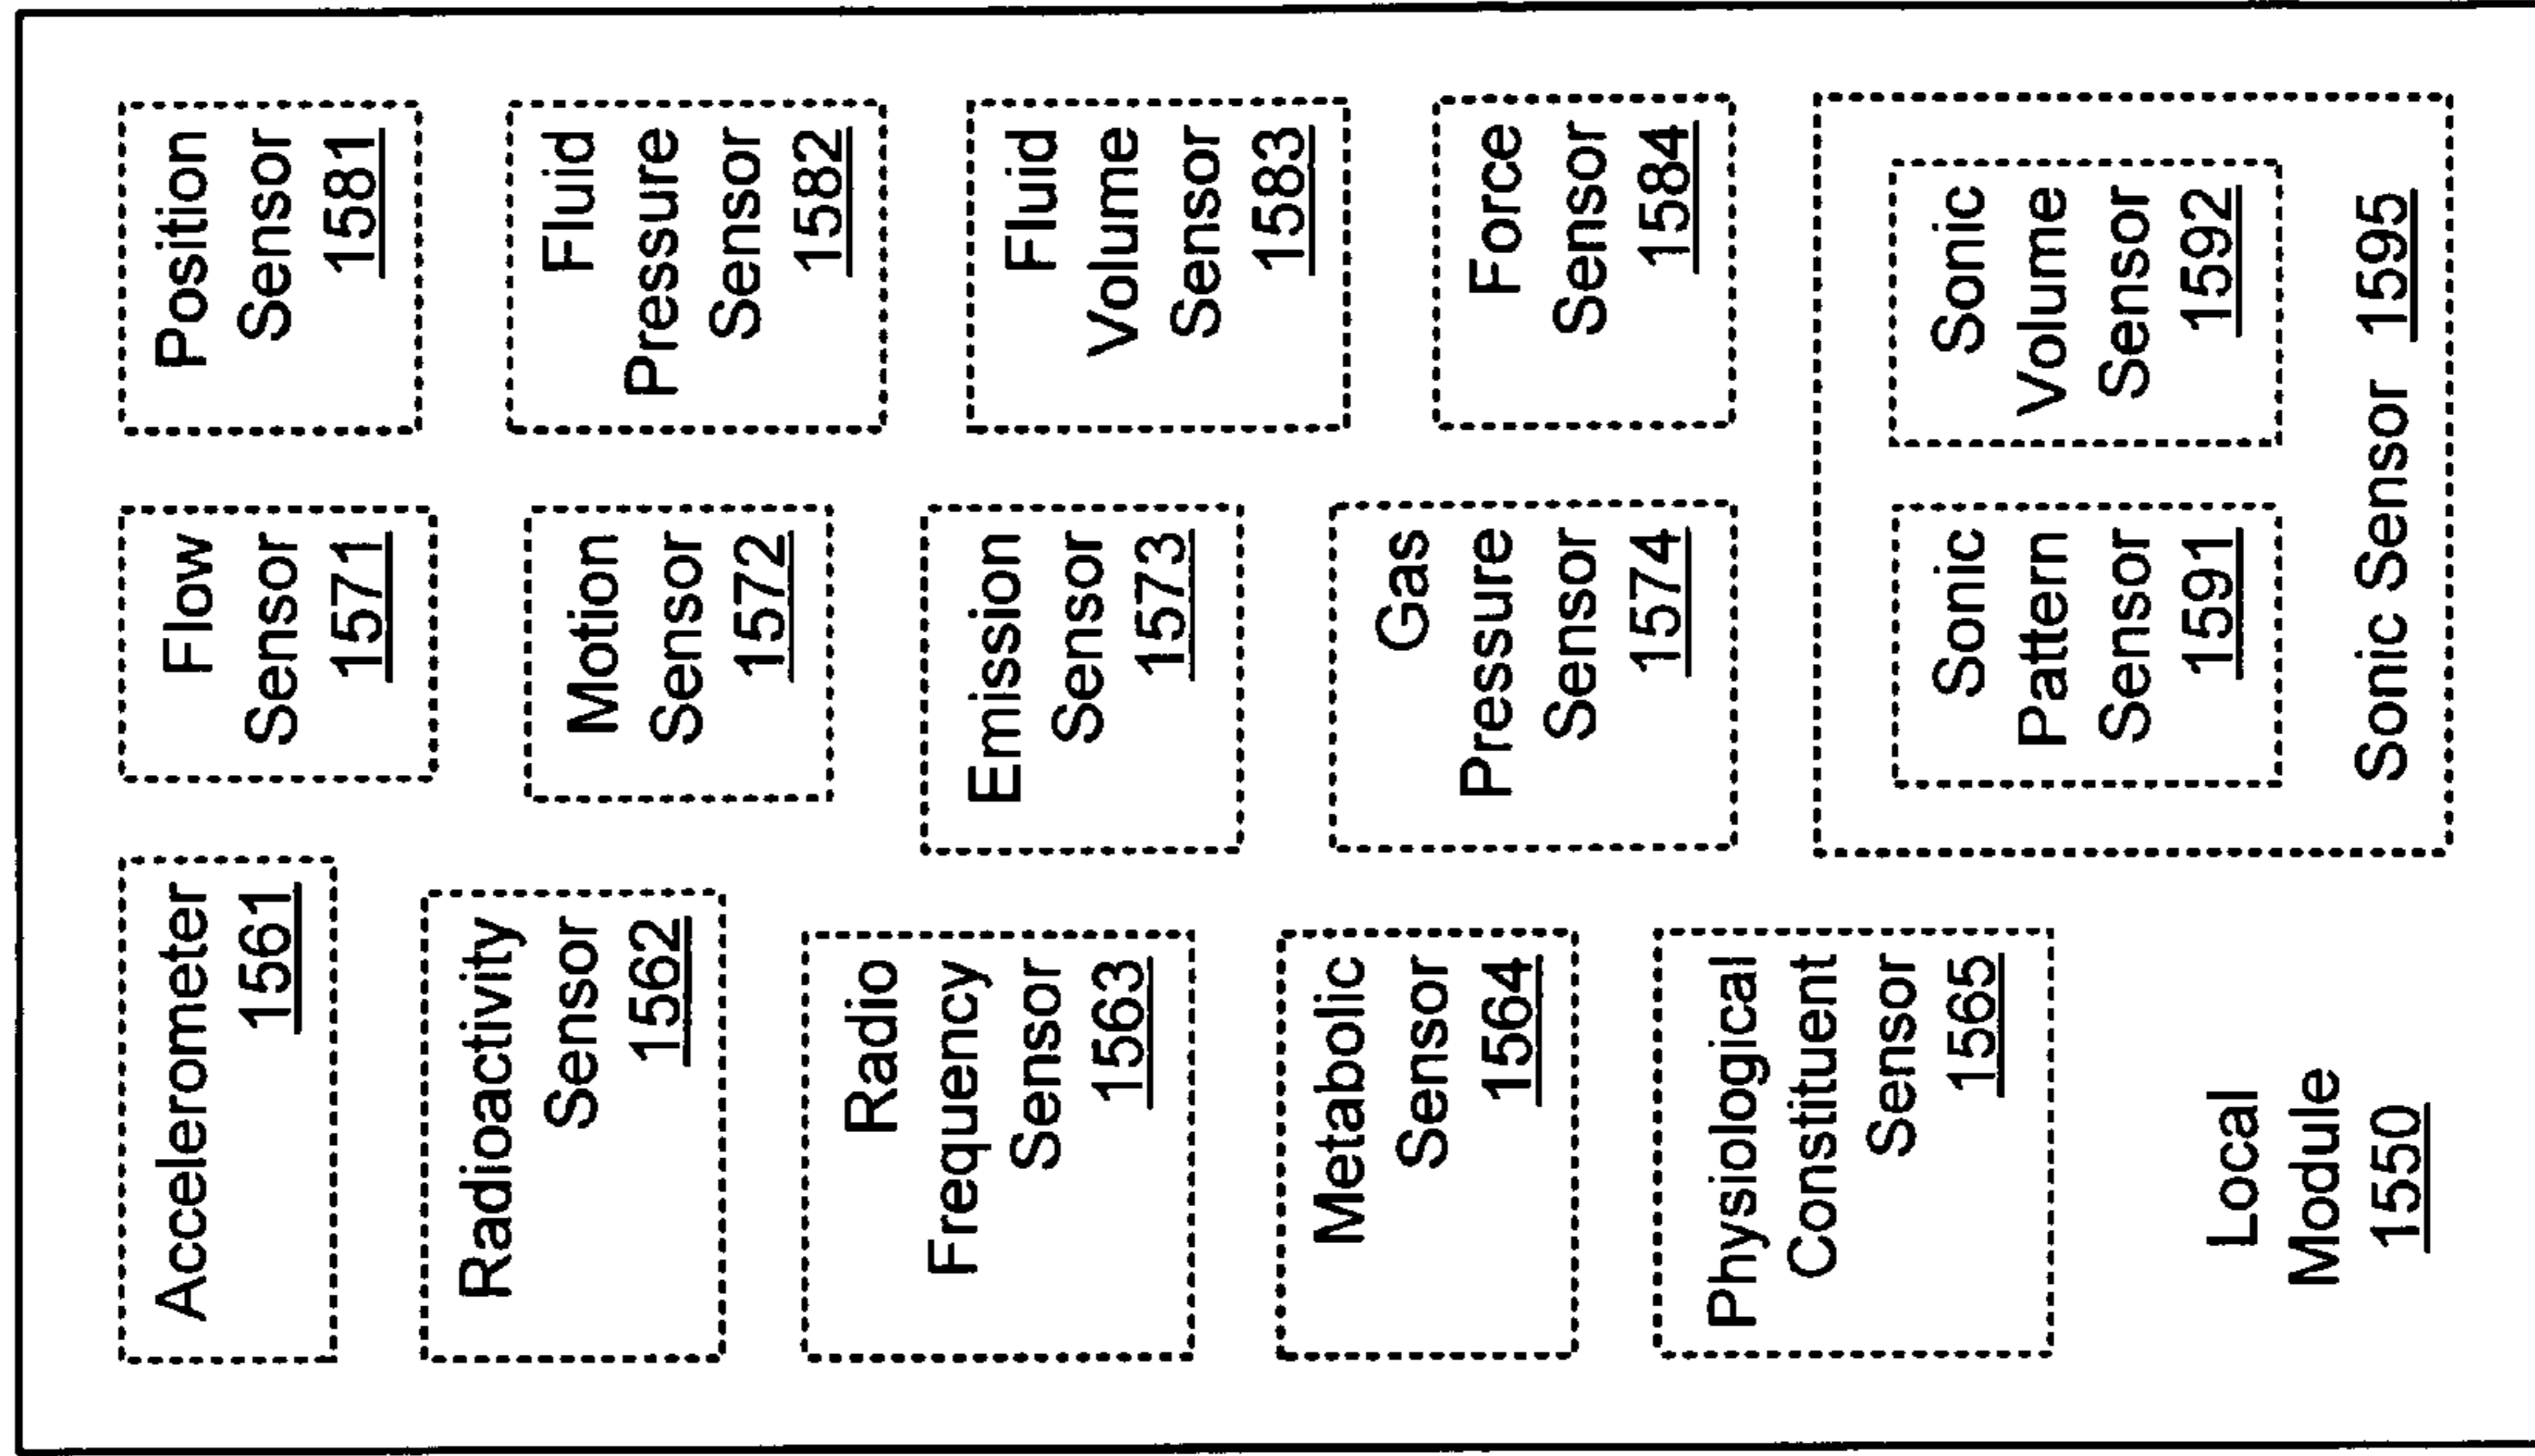 Accelerometer
1561
Radioactivity
Sensor
1562
Radio
Frequency
Sensor
1563
Metabolic
Sensor
1564
Physiological
Constituent
Sensor
1565
Local
Module
1550
Flow
Sensor
1571
Motion
Sensor
1572
Emission
Sensor
1573
Gas
Pressure
Sensor
1574
Position
Sensor
1581
Fluid
Pressure
Sensor
1582
Fluid
Volume
Sensor
1583
Force
Sensor
1584
Sonic
Pattern
Sensor
1591
Sonic
Volume
Sensor
1592
Sonic Sensor 1595